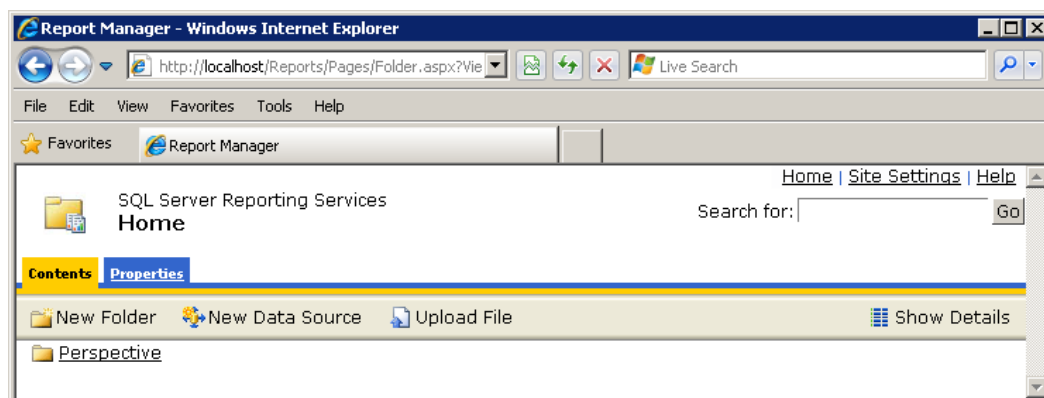 Report Manager - Windows Internet Explorer
http://localhost/Reports/Pages/Folder.aspx?Vie
Live Search
File Edit View Favorites Tools Help
Favorites Report Manager
Home | Site Settings | Help
SQL Server Reporting Services
Home
Search for: Go
Contents Properties
New Folder New Data Source Upload File Show Details
Perspective